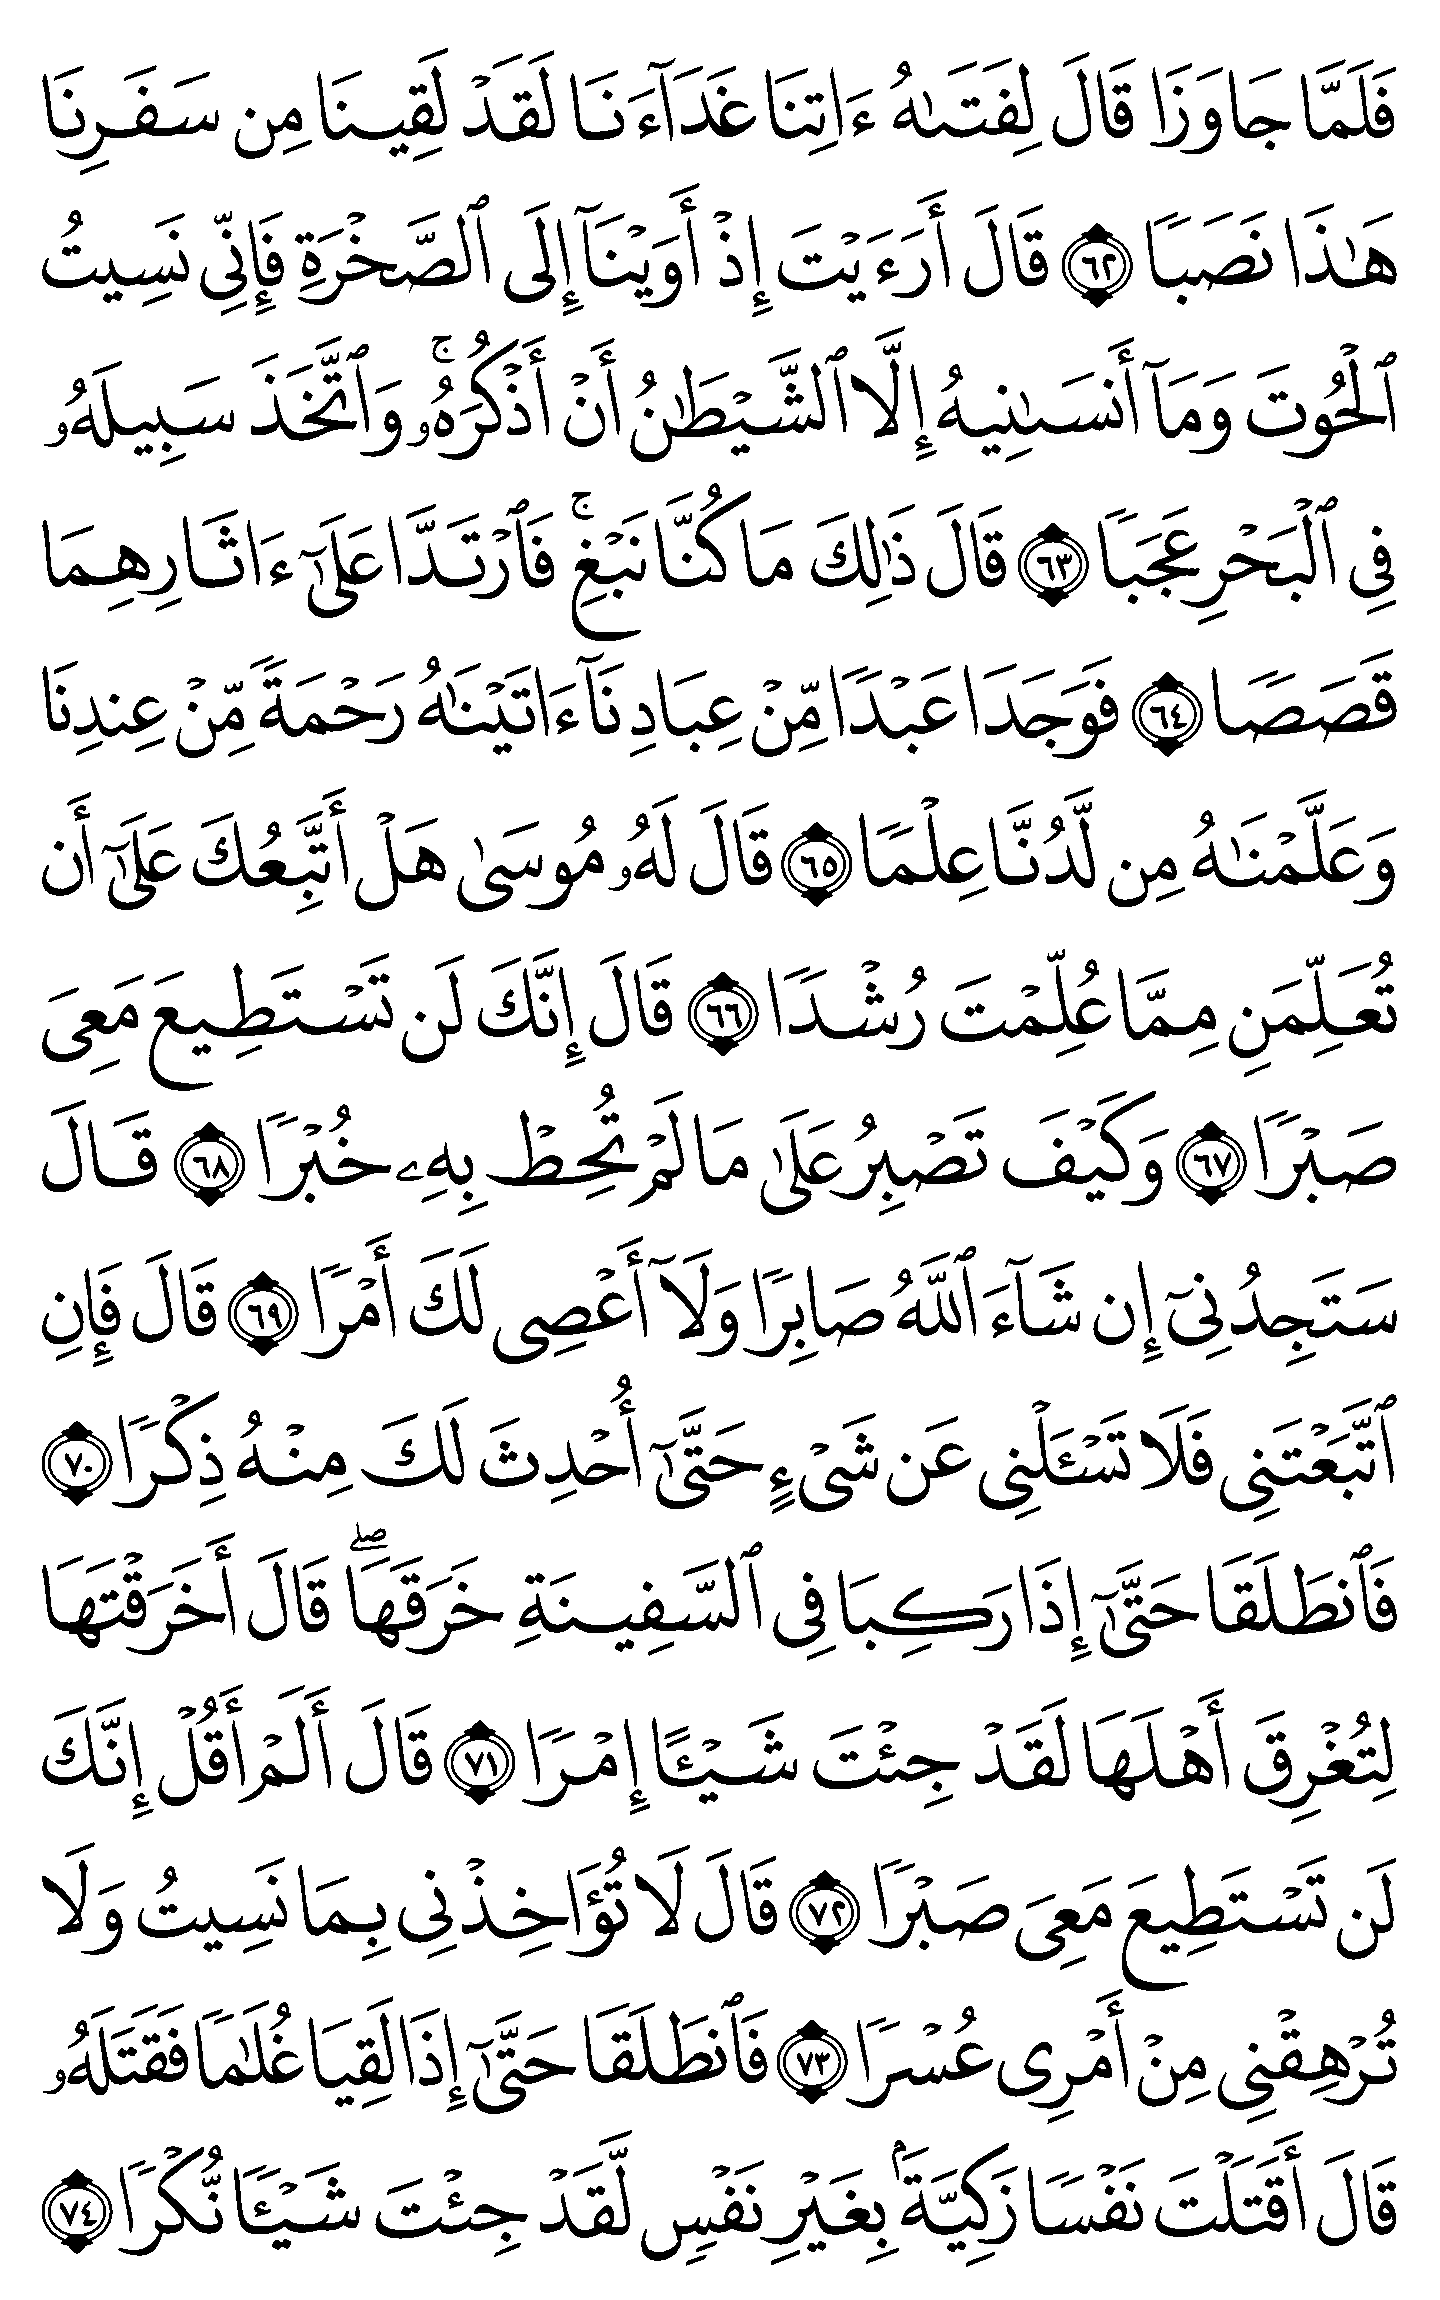 فَلَمَّا جَاوَزَا قَالَ لِفَتَىٰهُ ءَاتِنَا غَدَآءَنَا لَقَدْ لَقِينَا مِن سَفَرِنَا
هَـٰذَا نَصَبًا ٦٢ قَالَ أَرَءَيْتَ إِذْ أَوَيْنَآ إِلَى ٱلصَّخْرَةِ فَإِنِّى نَسِيتُ
ٱلْحُوتَ وَمَآ أَنسَىٰنِيهُ إِلَّا ٱلشَّيْطَـٰنُ أَنْ أَذْكُرَهُۥ ۚ وَٱتَّخَذَ سَبِيلَهُۥ
فِى ٱلْبَحْرِ عَجَبًا ٦٣ قَالَ ذَٰلِكَ مَا كُنَّا نَبْغِ ۚ فَٱرْتَدَّا عَلَىٰٓ ءَاثَارِهِمَا
قَصَصًا ٦٤ فَوَجَدَا عَبْدًا مِّنْ عِبَادِنَآ ءَاتَيْنَـٰهُ رَحْمَةً مِّنْ عِندِنَا
وَعَلَّمْنَـٰهُ مِن لَّدُنَّا عِلْمًا ٦٥ قَالَ لَهُۥ مُوسَىٰ هَلْ أَتَّبِعُكَ عَلَىٰٓ أَن
تُعَلِّمَنِ مِمَّا عُلِّمْتَ رُشْدًا ٦٦ قَالَ إِنَّكَ لَن تَسْتَطِيعَ مَعِىَ
صَبْرًا ٦٧ وَكَيْفَ تَصْبِرُ عَلَىٰ مَا لَمْ تُحِطْ بِهِۦ خُبْرًا ٦٨ قَالَ
سَتَجِدُنِىٓ إِن شَآءَ ٱللَّهُ صَابِرًا وَلَآ أَعْصِى لَكَ أَمْرًا ٦٩ قَالَ فَإِنِ
ٱتَّبَعْتَنِى فَلَا تَسْـَٔلْنِى عَن شَىْءٍ حَتَّىٰٓ أُحْدِثَ لَكَ مِنْهُ ذِكْرًا ٧٠
فَٱنطَلَقَا حَتَّىٰٓ إِذَا رَكِبَا فِى ٱلسَّفِينَةِ خَرَقَهَا ۖ قَالَ أَخَرَقْتَهَا
لِتُغْرِقَ أَهْلَهَا لَقَدْ جِئْتَ شَيْـًٔا إِمْرًا ٧١ قَالَ أَلَمْ أَقُلْ إِنَّكَ
لَن تَسْتَطِيعَ مَعِىَ صَبْرًا ٧٢ قَالَ لَا تُؤَاخِذْنِى بِمَا نَسِيتُ وَلَا
تُرْهِقْنِى مِنْ أَمْرِى عُسْرًا ٧٣ فَٱنطَلَقَا حَتَّىٰٓ إِذَا لَقِيَا غُلَـٰمًا فَقَتَلَهُۥ
قَالَ أَقَتَلْتَ نَفْسًا زَكِيَّةًۢ بِغَيْرِ نَفْسٍ لَّقَدْ جِئْتَ شَيْـًٔا نُّكْرًا ٧٤